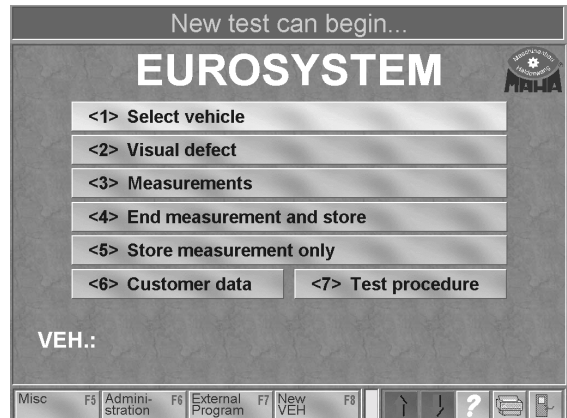 New test can begin...
EUROSYSTEM
Maschinenbau
Haldenwang
MAHA
<1> Select vehicle
<2> Visual defect
<3> Measurements
<4> End measurement and store
<5> Store measurement only
<6> Customer data <7> Test procedure
VEH.:
Misc F5 Admini- F6 External F7 New F8
stration Program VEH
?